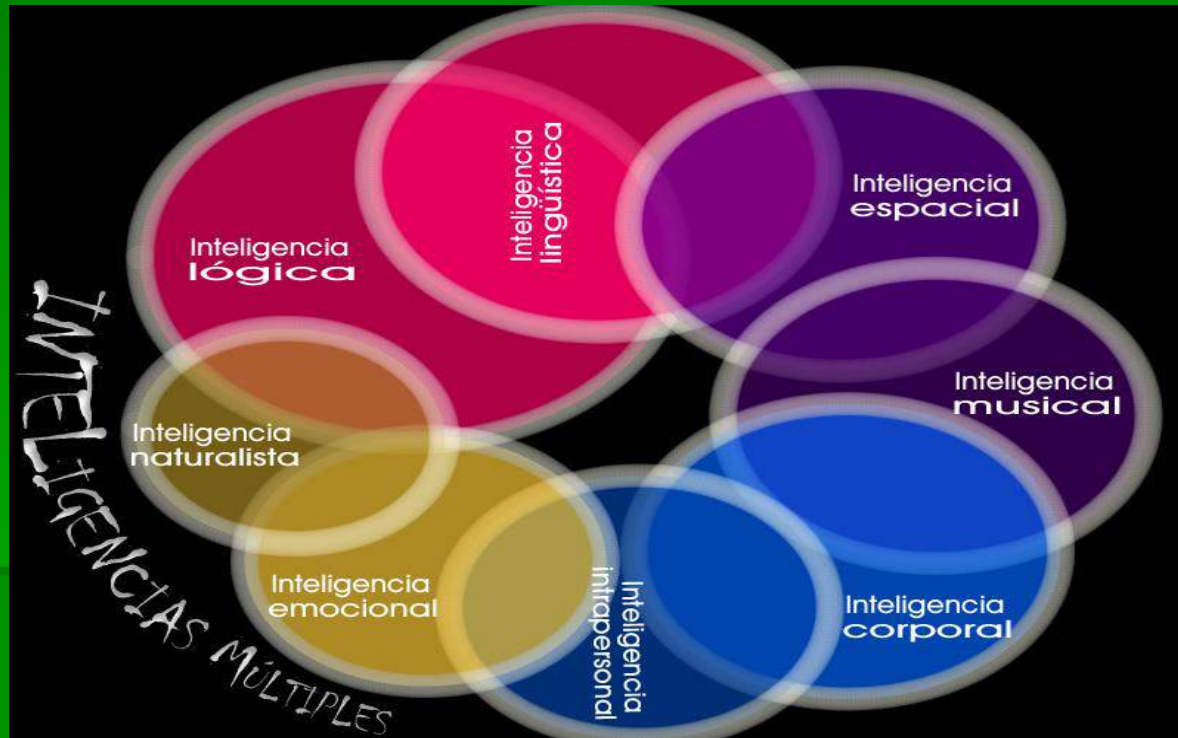 Inteligencia
lingüística
Inteligencia
espacial
Inteligencia
lógica
Inteligencia
musical
Inteligencia
naturalista
Inteligencia
emocional
Inteligencia
intrapersonal
Inteligencia
corporal
INTELIGENCIAS MÚLTIPLES